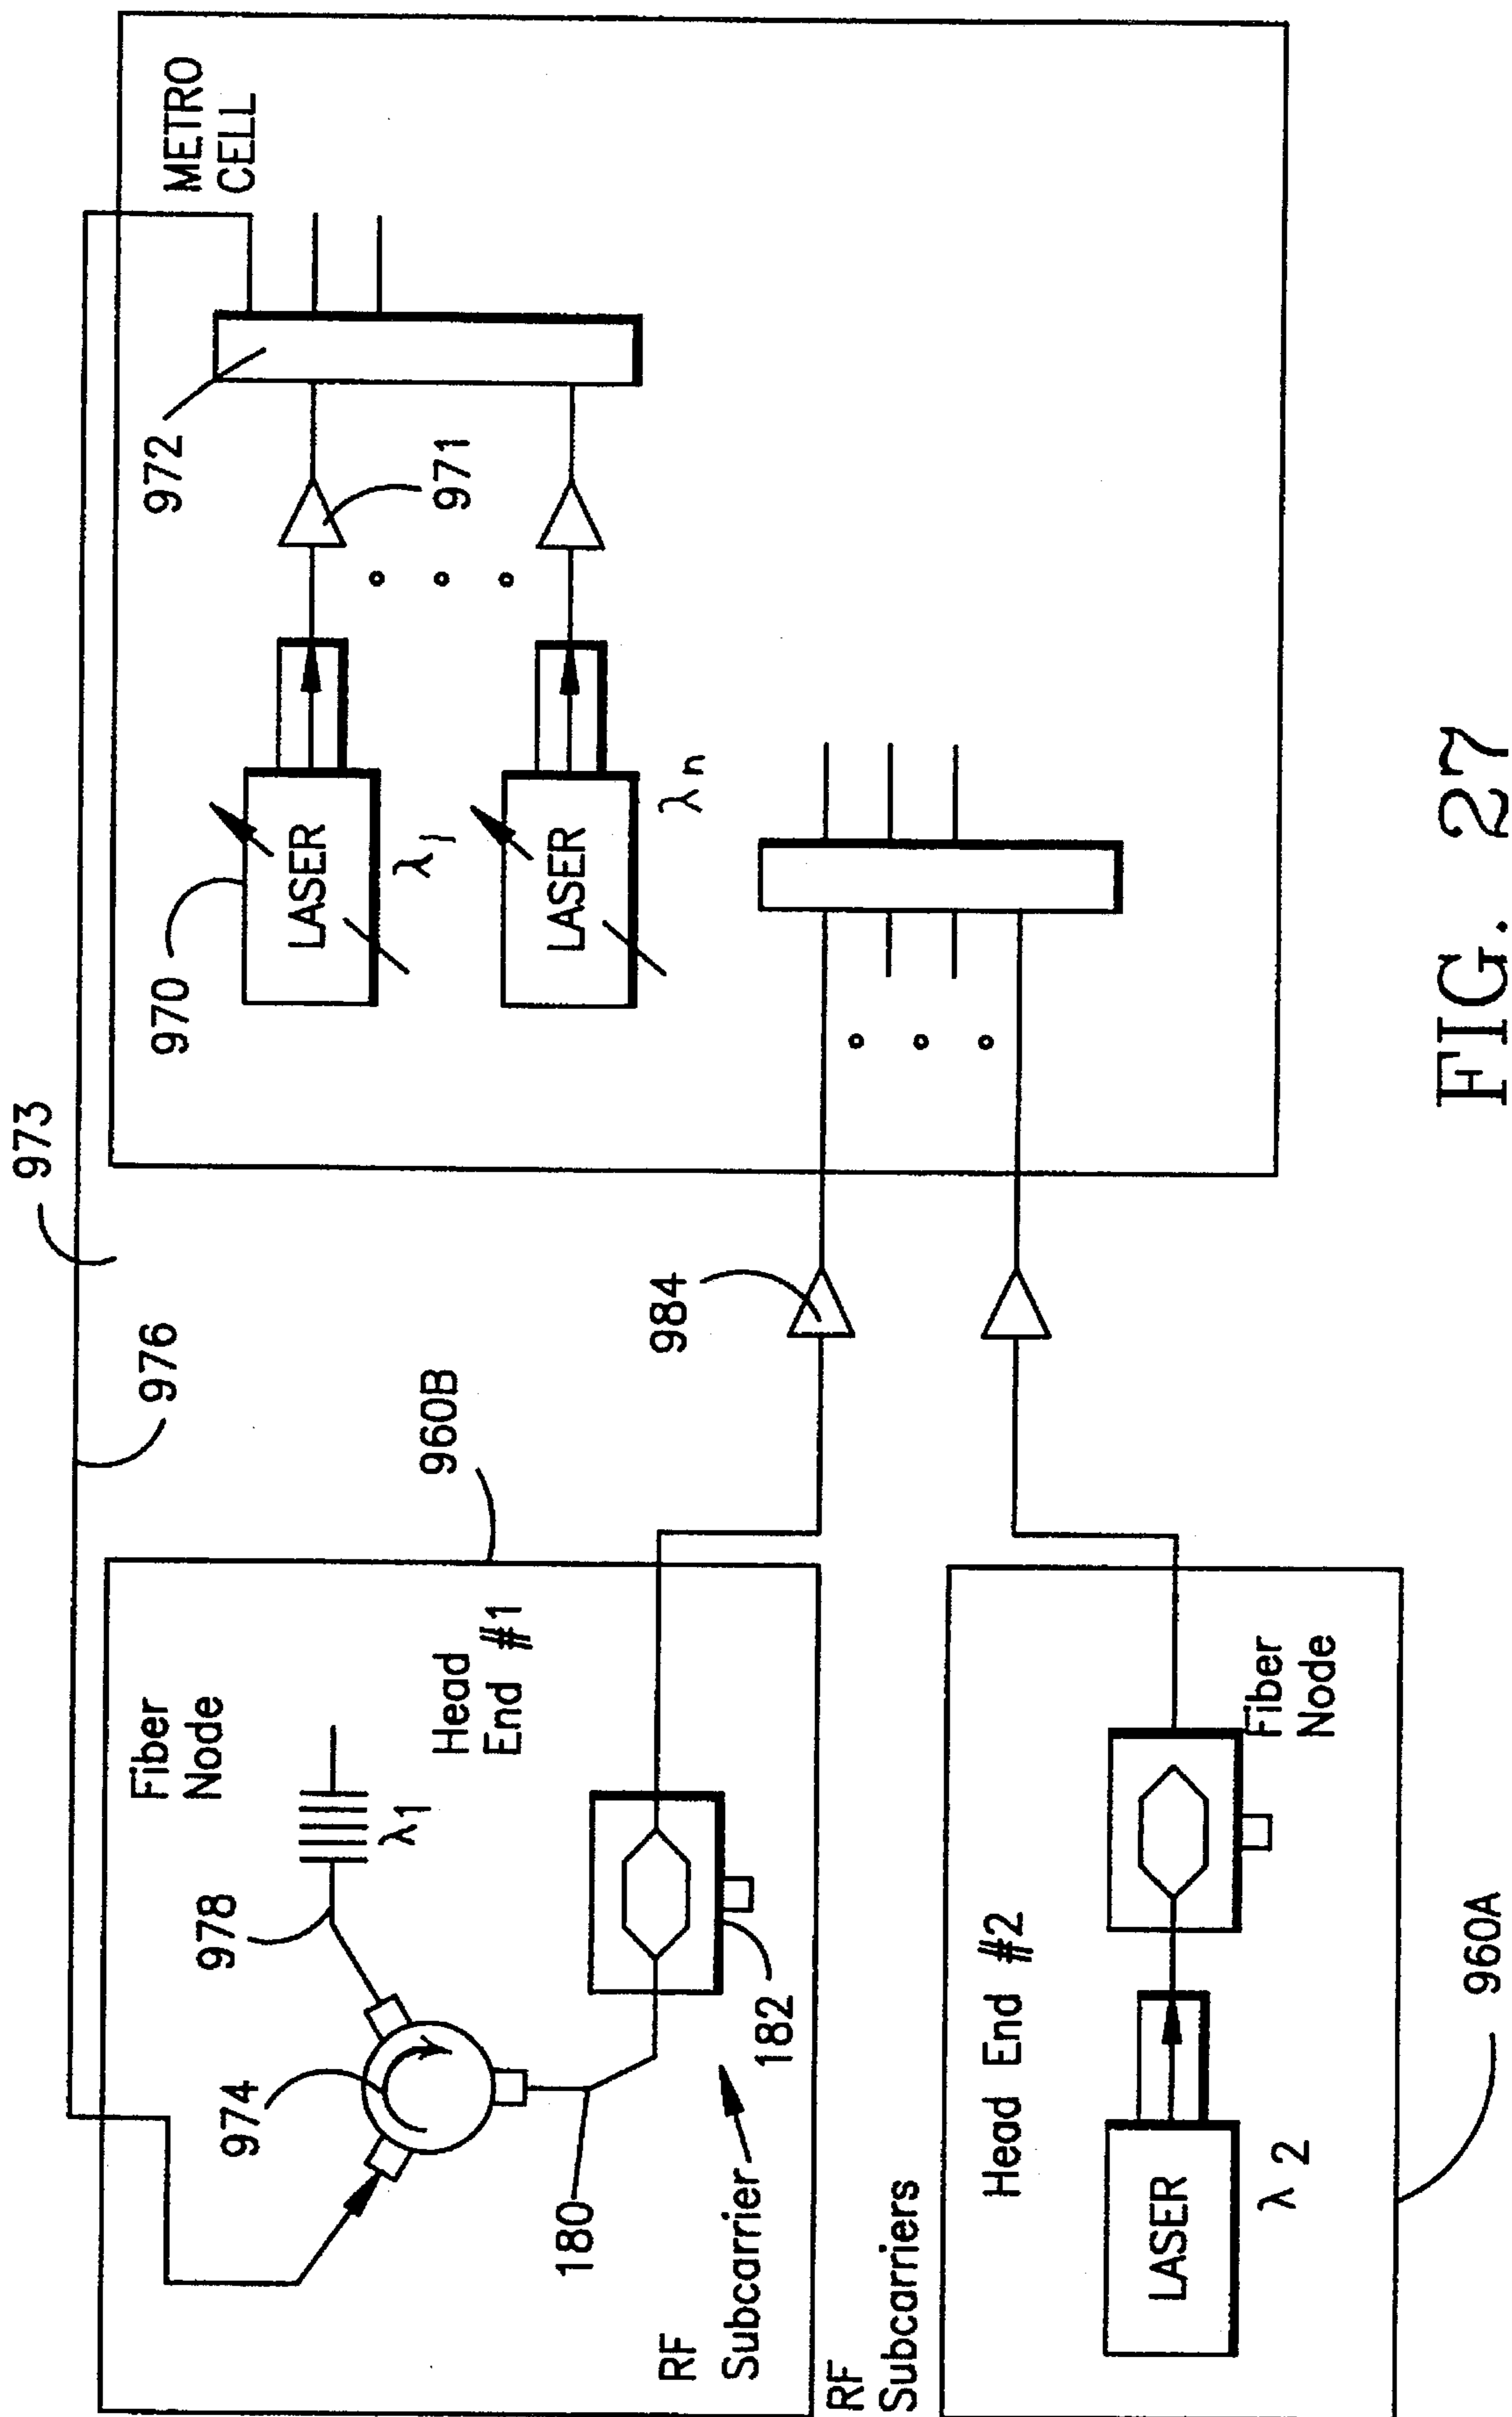 973
976
METRO
CELL
972
971
970
LASER
λj
LASER
λn
984
960B
Fiber
Node
978
λ1
Head
End #1
974
180
182
RF
Subcarrier
RF
Subcarriers
Head End #2
LASER
λ2
Fiber
Node
960A
FIG. 27